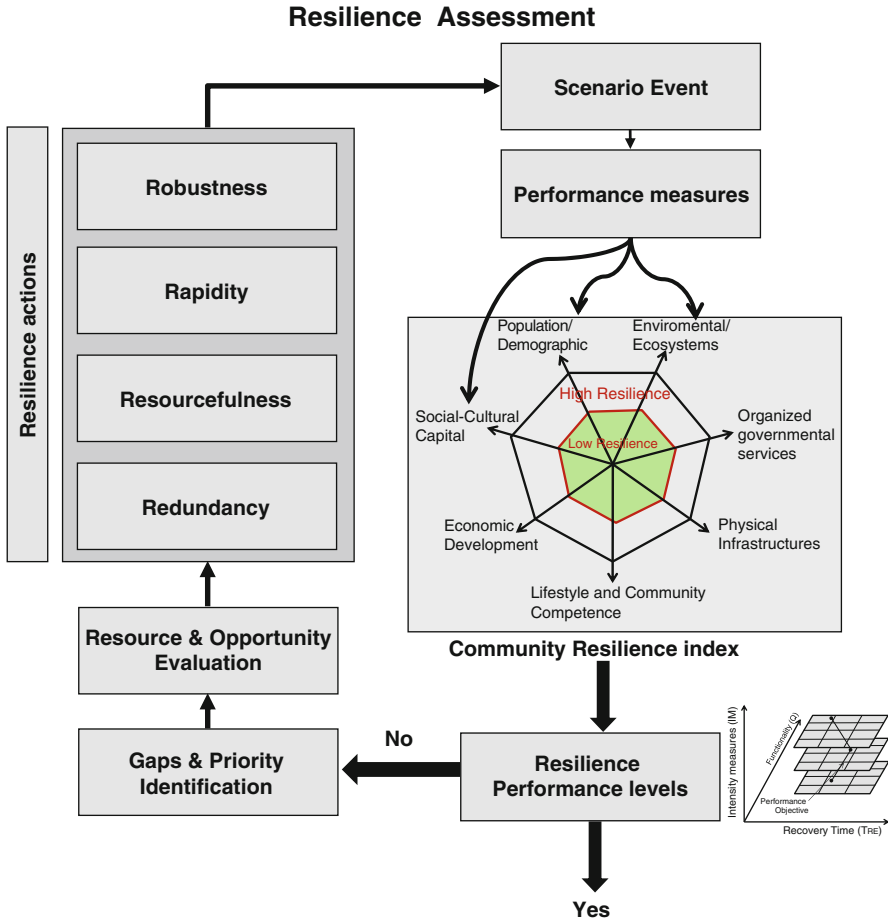 Resilience Assessment
Scenario Event
Performance measures
Resilience actions
Robustness
Rapidity
Resourcefulness
Redundancy
Population/
Demographic
Enviromental/
Ecosystems
High Resilience
Low Resilience
Social-Cultural
Capital
Organized
governmental
services
Economic
Development
Physical
Infrastructures
Lifestyle and Community
Competence
Community Resilience index
Resource & Opportunity
Evaluation
Gaps & Priority
Identification
No
Resilience
Performance levels
Yes
Intensity measures (IM)
Functionality (Q)
Performance
Objective
Recovery Time (TRE)